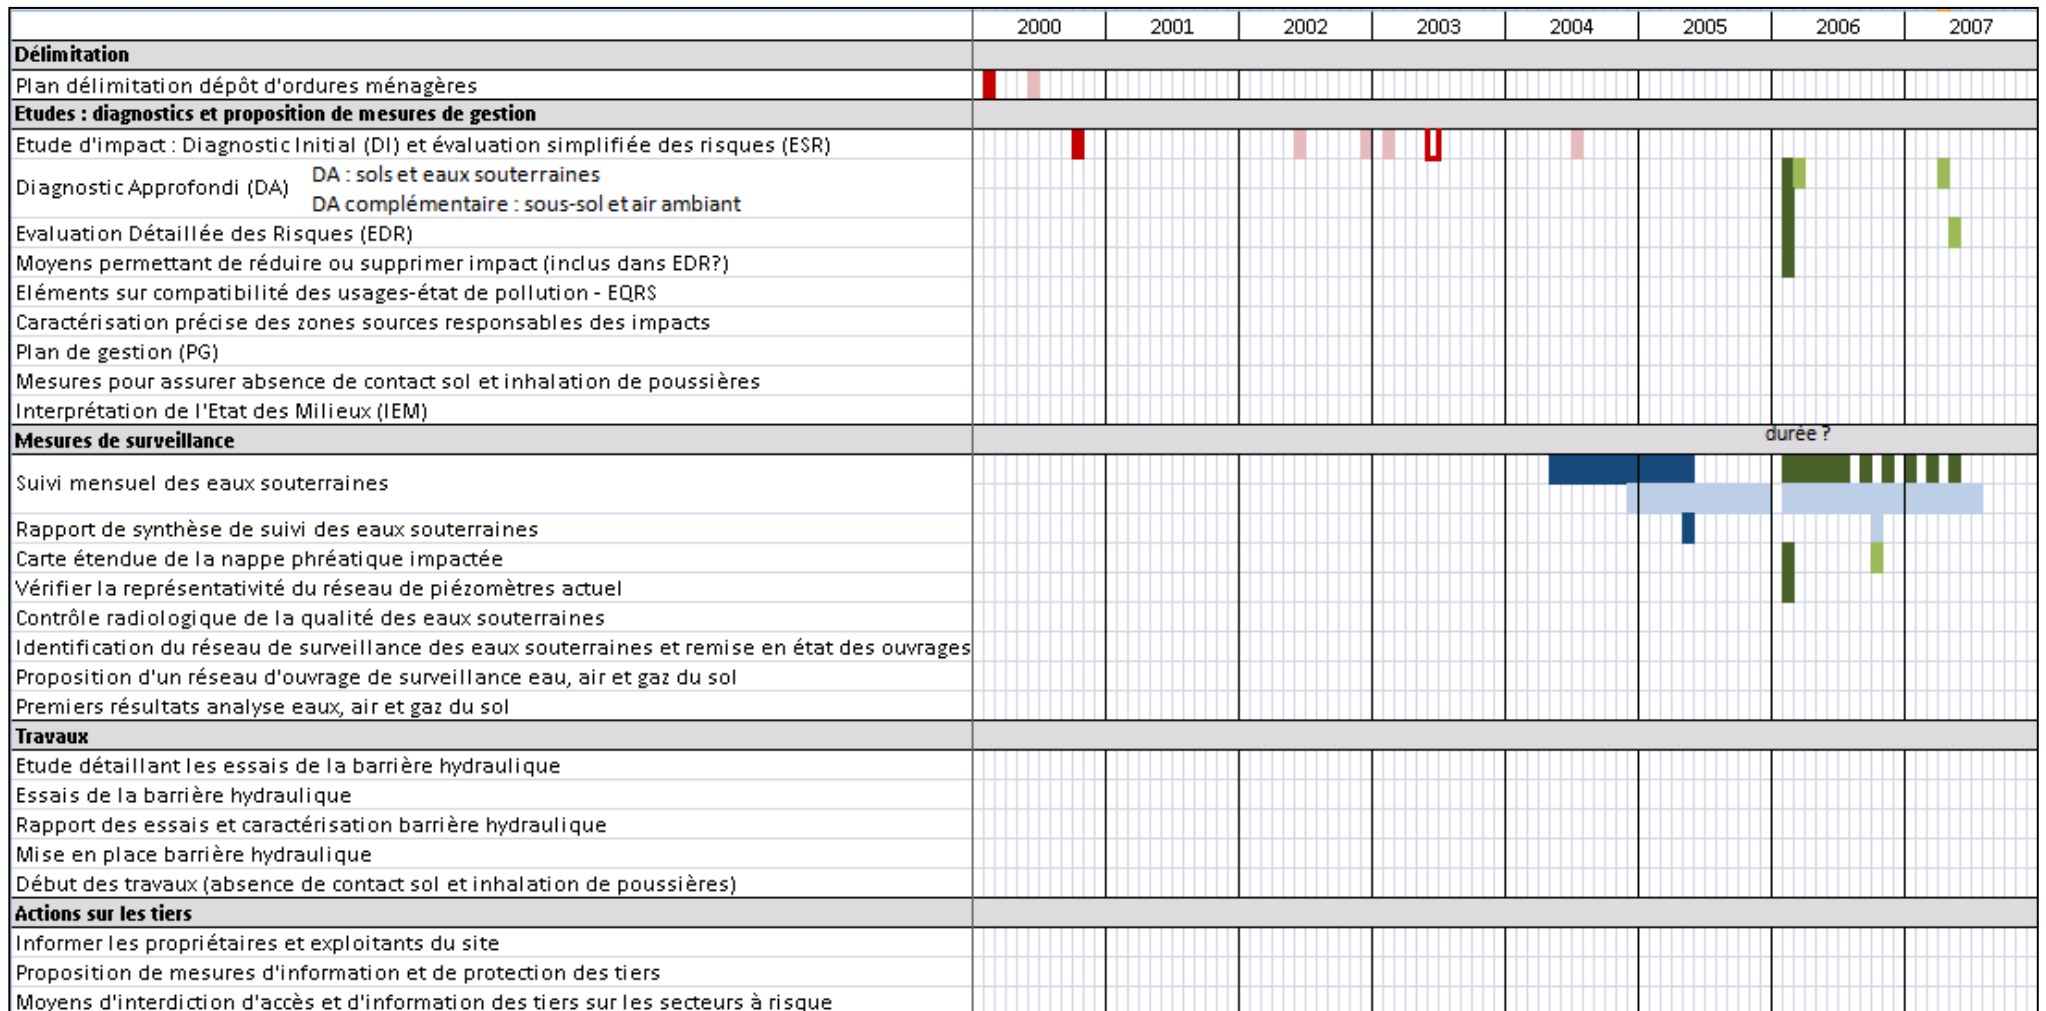 2000 2001 2002 2003 2004 2005 2006 2007
Délimitation
Plan délimitation dépôt d'ordures ménagères
Etudes : diagnostics et proposition de mesures de gestion
Etude d'impact : Diagnostic Initial (DI) et évaluation simplifiée des risques (ESR)
Diagnostic Approfondi (DA) DA : sols et eaux souterraines
DA complémentaire : sous-sol et air ambiant
Evaluation Détaillée des Risques (EDR)
Moyens permettant de réduire ou supprimer impact (inclus dans EDR?)
Eléments sur compatibilité des usages-état de pollution - EQRS
Caractérisation précise des zones sources responsables des impacts
Plan de gestion (PG)
Mesures pour assurer absence de contact sol et inhalation de poussières
Interprétation de l'Etat des Milieux (IEM)
Mesures de surveillance durée ?
Suivi mensuel des eaux souterraines
Rapport de synthèse de suivi des eaux souterraines
Carte étendue de la nappe phréatique impactée
Vérifier la représentativité du réseau de piézomètres actuel
Contrôle radiologique de la qualité des eaux souterraines
Identification du réseau de surveillance des eaux souterraines et remise en état des ouvrages
Proposition d'un réseau d'ouvrage de surveillance eau, air et gaz du sol
Premiers résultats analyse eaux, air et gaz du sol
Travaux
Etude détaillant les essais de la barrière hydraulique
Essais de la barrière hydraulique
Rapport des essais et caractérisation barrière hydraulique
Mise en place barrière hydraulique
Début des travaux (absence de contact sol et inhalation de poussières)
Actions sur les tiers
Informer les propriétaires et exploitants du site
Proposition de mesures d'information et de protection des tiers
Moyens d'interdiction d'accès et d'information des tiers sur les secteurs à risque